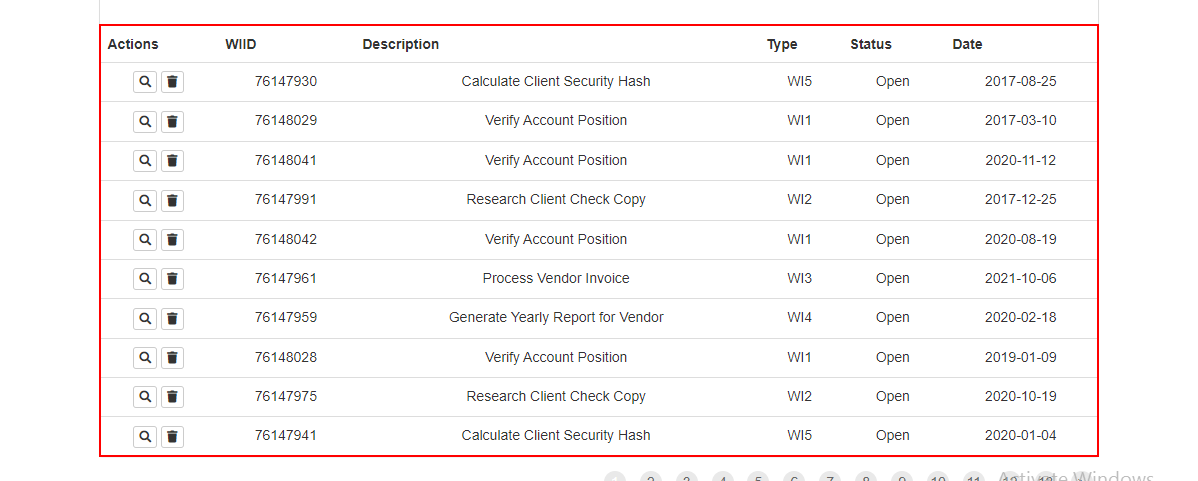 Actions WIID Description Type Status Date
76147930 Calculate Client Security Hash WI5 Open 2017-08-25
76148029 Verify Account Position WI1 Open 2017-03-10
76148041 Verify Account Position WI1 Open 2020-11-12
76147991 Research Client Check Copy WI2 Open 2017-12-25
76148042 Verify Account Position WI1 Open 2020-08-19
76147961 Process Vendor Invoice WI3 Open 2021-10-06
76147959 Generate Yearly Report for Vendor WI4 Open 2020-02-18
76148028 Verify Account Position WI1 Open 2019-01-09
76147975 Research Client Check Copy WI2 Open 2020-10-19
76147941 Calculate Client Security Hash WI5 Open 2020-01-04
1 2 3 4 5 6 7 8 9 10 11 12 13
Activate Windows